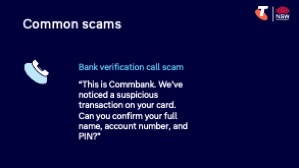 Common scams
T
NSW
Bank verification call scam
“This is Commbank. We've
noticed a suspicious
transaction on your card.
Can you confirm your full
name, account number, and
PIN?”